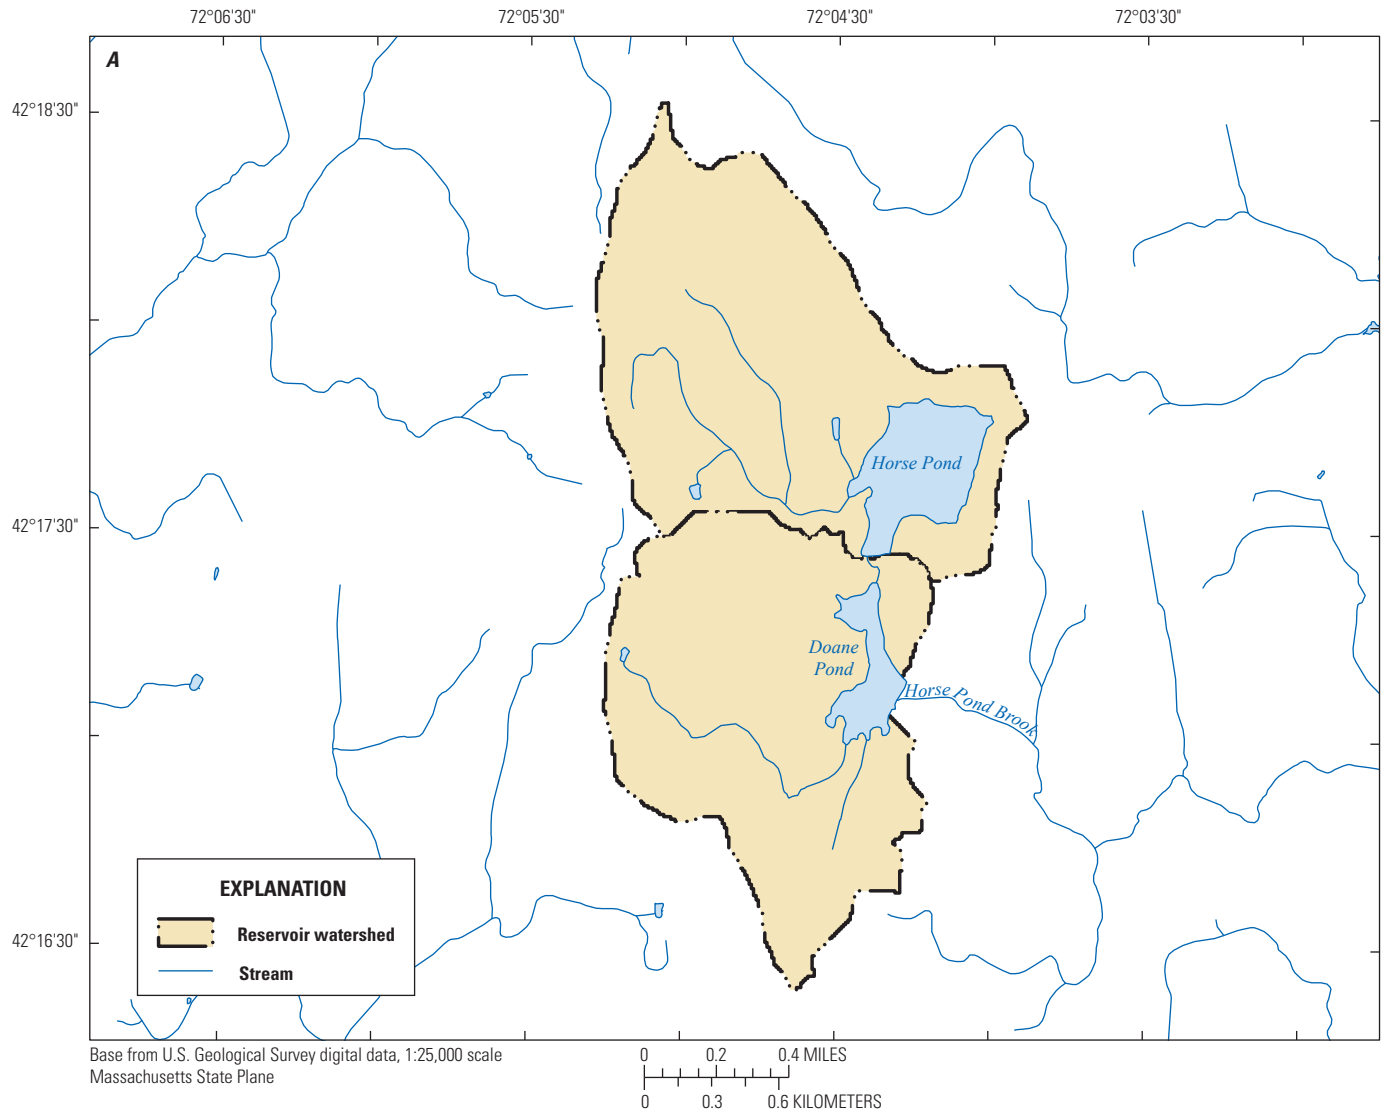 72°06'30" 72°05'30" 72°04'30" 72°03'30"
A
42°18'30"
Horse Pond
42°17'30"
Doane
Pond
Horse Pond Brook
EXPLANATION
Reservoir watershed
Stream
42°16'30"
Base from U.S. Geological Survey digital data, 1:25,000 scale
Massachusetts State Plane
0 0.2 0.4 MILES
0 0.3 0.6 KILOMETERS